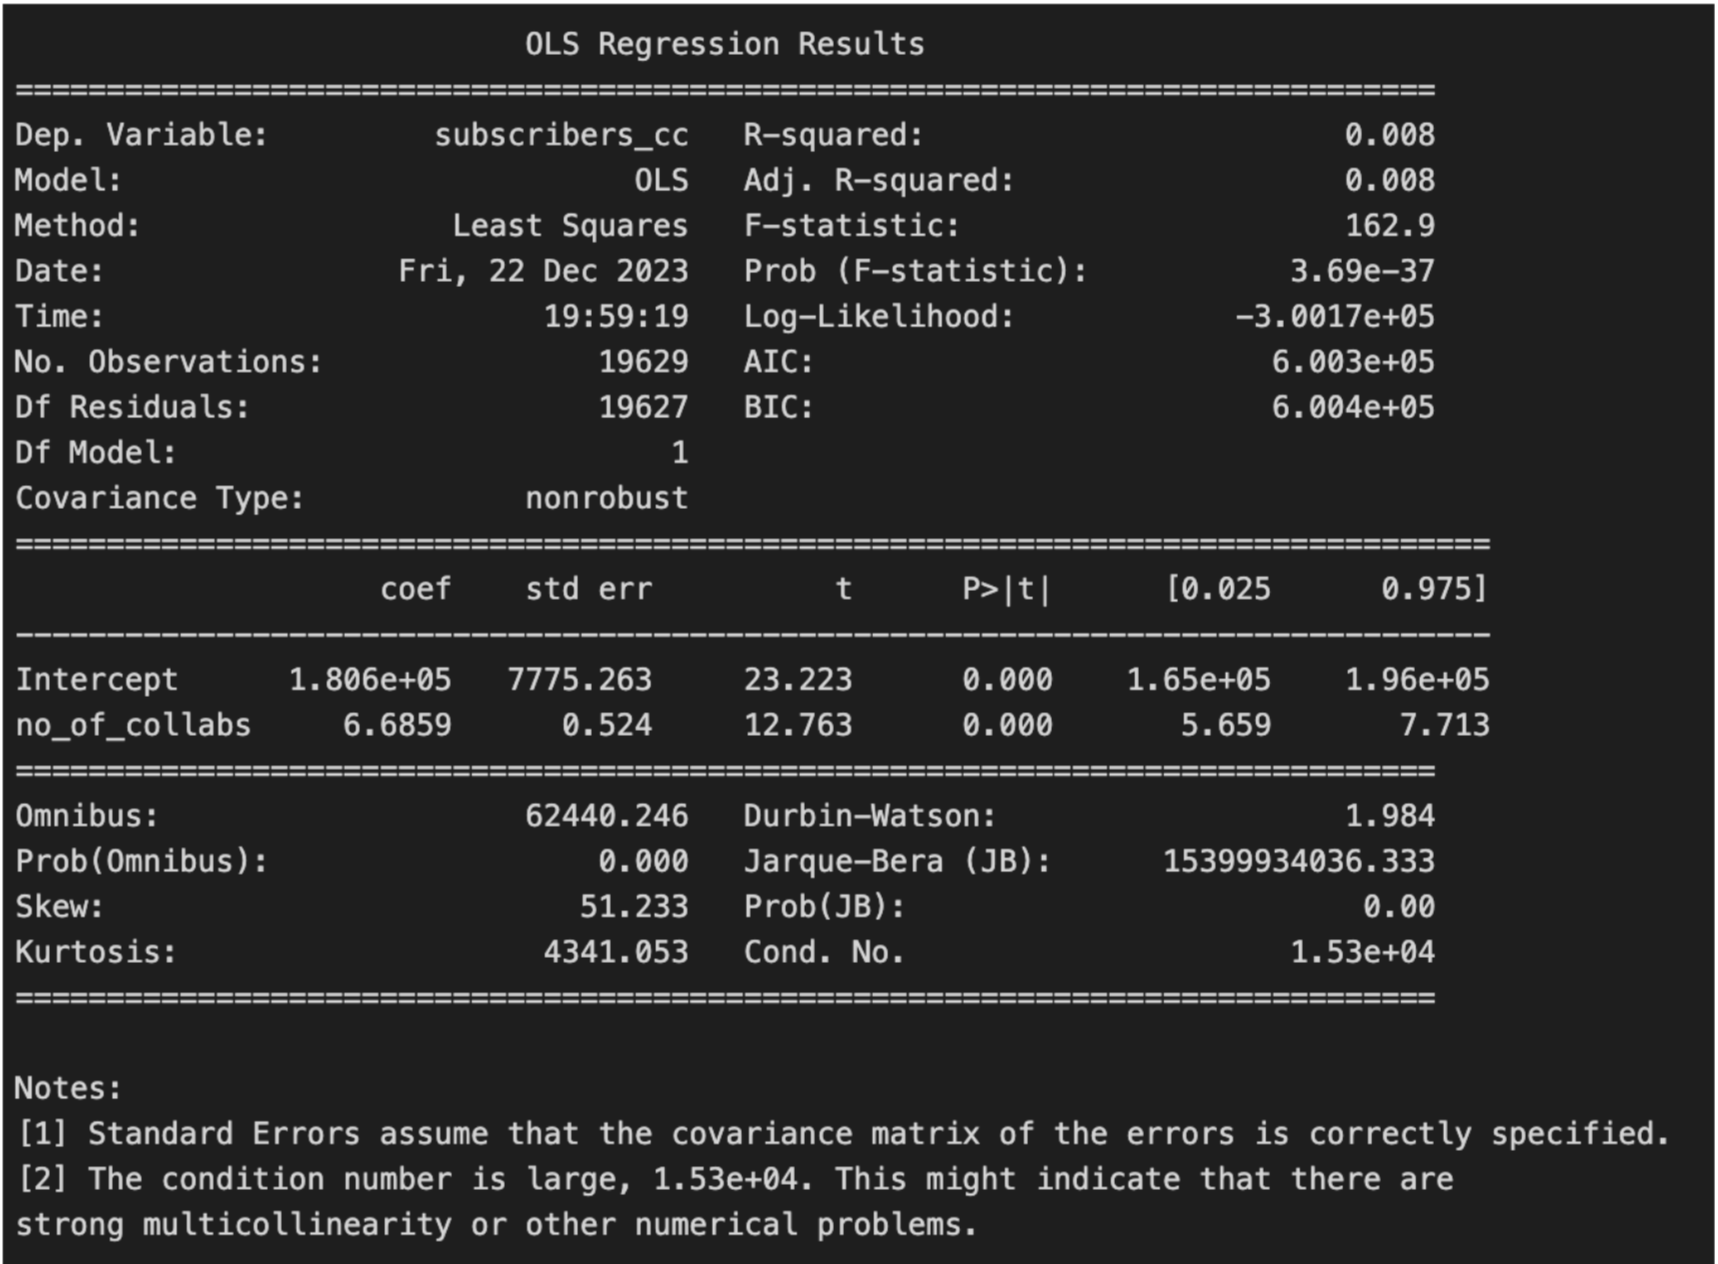 OLS Regression Results
==============================================================================
Dep. Variable: subscribers_cc R-squared: 0.008
Model: OLS Adj. R-squared: 0.008
Method: Least Squares F-statistic: 162.9
Date: Fri, 22 Dec 2023 Prob (F-statistic): 3.69e-37
Time: 19:59:19 Log-Likelihood: -3.0017e+05
No. Observations: 19629 AIC: 6.003e+05
Df Residuals: 19627 BIC: 6.004e+05
Df Model: 1
Covariance Type: nonrobust
=================================================================================
coef std err t P>|t| [0.025 0.975]
---------------------------------------------------------------------------------
Intercept 1.806e+05 7775.263 23.223 0.000 1.65e+05 1.96e+05
no_of_collabs 6.6859 0.524 12.763 0.000 5.659 7.713
==============================================================================
Omnibus: 62440.246 Durbin-Watson: 1.984
Prob(Omnibus): 0.000 Jarque-Bera (JB): 15399934036.333
Skew: 51.233 Prob(JB): 0.00
Kurtosis: 4341.053 Cond. No. 1.53e+04
==============================================================================
Notes:
[1] Standard Errors assume that the covariance matrix of the errors is correctly specified.
[2] The condition number is large, 1.53e+04. This might indicate that there are
strong multicollinearity or other numerical problems.